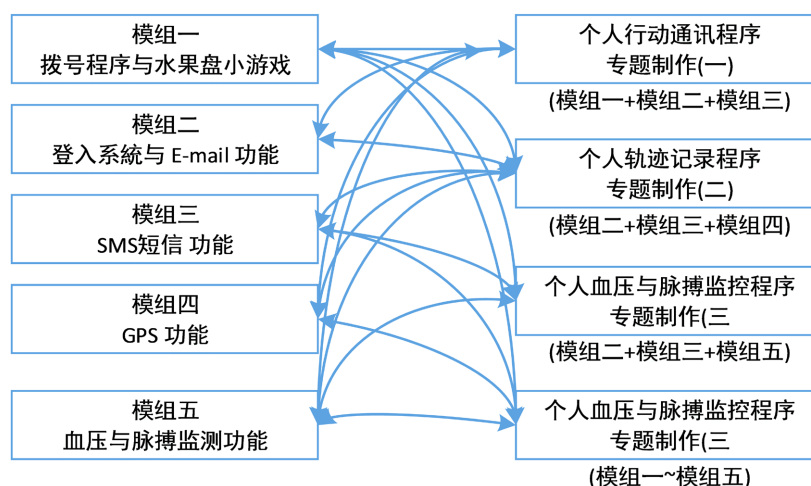 模组一
拨号程序与水果盘小游戏
模组二
登入系統与 E-mail 功能
模组三
SMS短信 功能
模组四
GPS 功能
模组五
血压与脉搏监测功能
个人行动通讯程序
专题制作(一)
(模组一+模组二+模组三)
个人轨迹记录程序
专题制作(二)
(模组二+模组三+模组四)
个人血压与脉搏监控程序
专题制作(三
(模组二+模组三+模组五)
个人血压与脉搏监控程序
专题制作(三
(模组一~模组五)